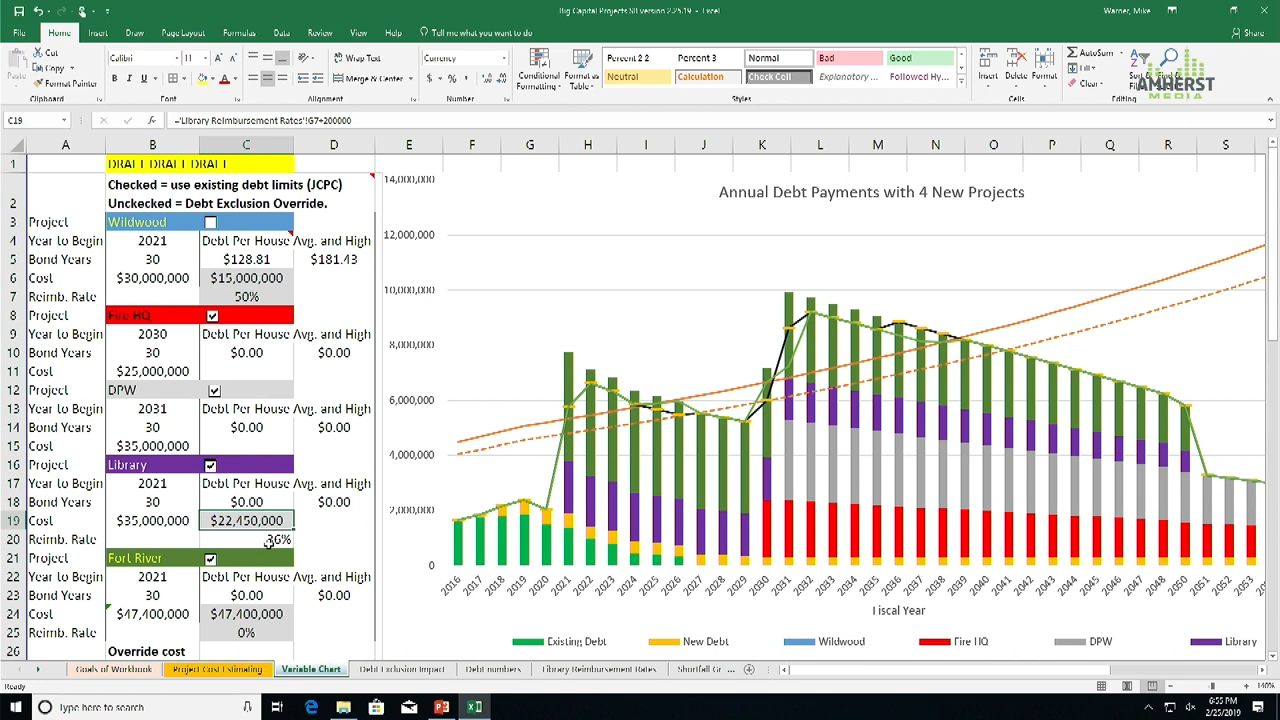 Big Capital Projects SB version 2.25.19 - Excel
Warner, Mike
File Home Insert Draw Page Layout Formulas Data Review View Help Tell me what you want to do Share
Cut
Copy
Format Painter
Paste
Clipboard
Calibri 11
B I U
Font
Wrap Text
Merge & Center
Alignment
Currency
$ % ,
Number
Conditional Formatting
Format as Table
Percent 2 2 Percent 3 Normal Bad Good
Neutral Calculation Check Cell Explanatory ... Followed Hy...
Styles
Insert Delete Format
Cells
AutoSum
Fill
Clear
Editing
AMHERST
MEDIA
C19 fx ='Library Reimbursement Rates'!G7+200000
A B C D E F G H I J K L M N O P Q R S
1 DRAFT DRAFT DRAFT
Checked = use existing debt limits (JCPC)
2 Unckecked = Debt Exclusion Override.
3 Project Wildwood
4 Year to Begin 2021 Debt Per House Avg. and High
5 Bond Years 30 $128.81 $181.43
6 Cost $30,000,000 $15,000,000
7 Reimb. Rate 50%
8 Project Fire HQ
9 Year to Begin 2030 Debt Per House Avg. and High
10 Bond Years 30 $0.00 $0.00
11 Cost $25,000,000
12 Project DPW
13 Year to Begin 2031 Debt Per House Avg. and High
14 Bond Years 30 $0.00 $0.00
15 Cost $35,000,000
16 Project Library
17 Year to Begin 2021 Debt Per House Avg. and High
18 Bond Years 30 $0.00 $0.00
19 Cost $35,000,000 $22,450,000
20 Reimb. Rate 36%
21 Project Fort River
22 Year to Begin 2021 Debt Per House Avg. and High
23 Bond Years 30 $0.00 $0.00
24 Cost $47,400,000 $47,400,000
25 Reimb. Rate 0%
26 Override cost
Annual Debt Payments with 4 New Projects
14,000,000
12,000,000
10,000,000
8,000,000
6,000,000
4,000,000
2,000,000
0
2016 2017 2018 2019 2020 2021 2022 2023 2024 2025 2026 2027 2028 2029 2030 2031 2032 2033 2034 2035 2036 2037 2038 2039 2040 2041 2042 2043 2044 2045 2046 2047 2048 2049 2050 2051 2052 2053
Fiscal Year
Existing Debt New Debt Wildwood Fire HQ DPW Library
Goals of Workbook Project Cost Estimating Variable Chart Debt Exclusion Impact Debt numbers Library Reimbursement Rates Shortfall Gr ...
Ready
140%
Type here to search
6:55 PM
2/25/2019